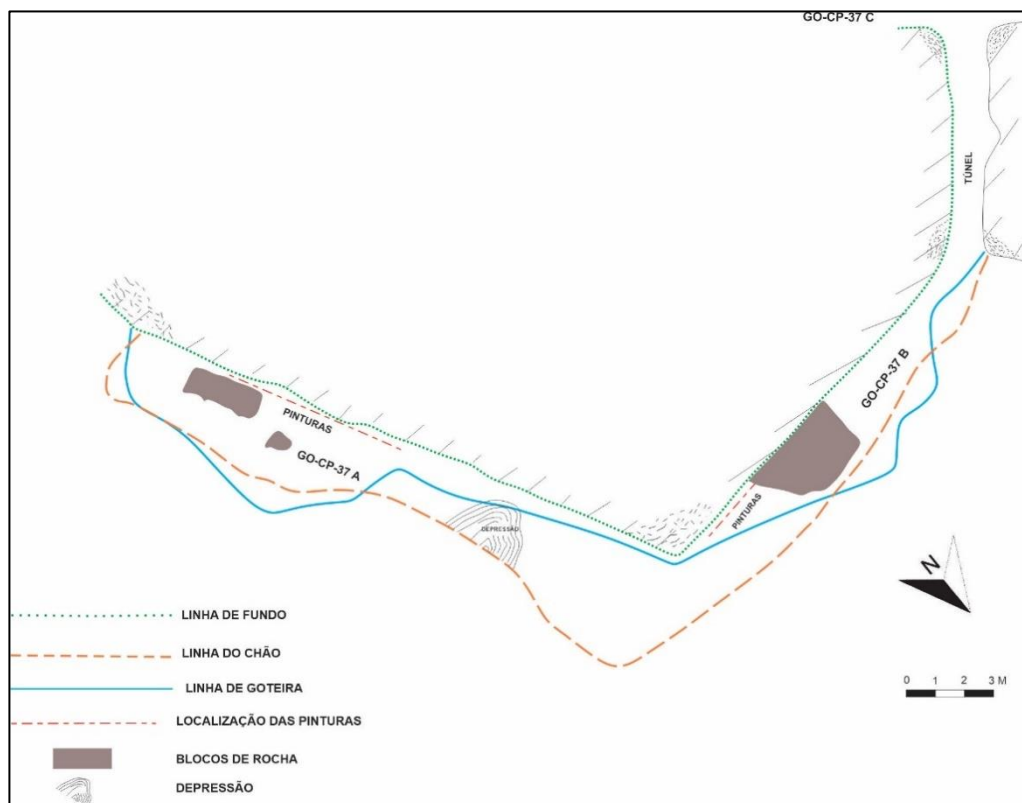 GO-CP-37 C
TÚNEL
GO-CP-37 B
PINTURAS
GO-CP-37 A
PINTURAS
DEPRESSÃO
N
LINHA DE FUNDO
LINHA DO CHÃO
LINHA DE GOTEIRA
LOCALIZAÇÃO DAS PINTURAS
BLOCOS DE ROCHA
DEPRESSÃO
0 1 2 3 M